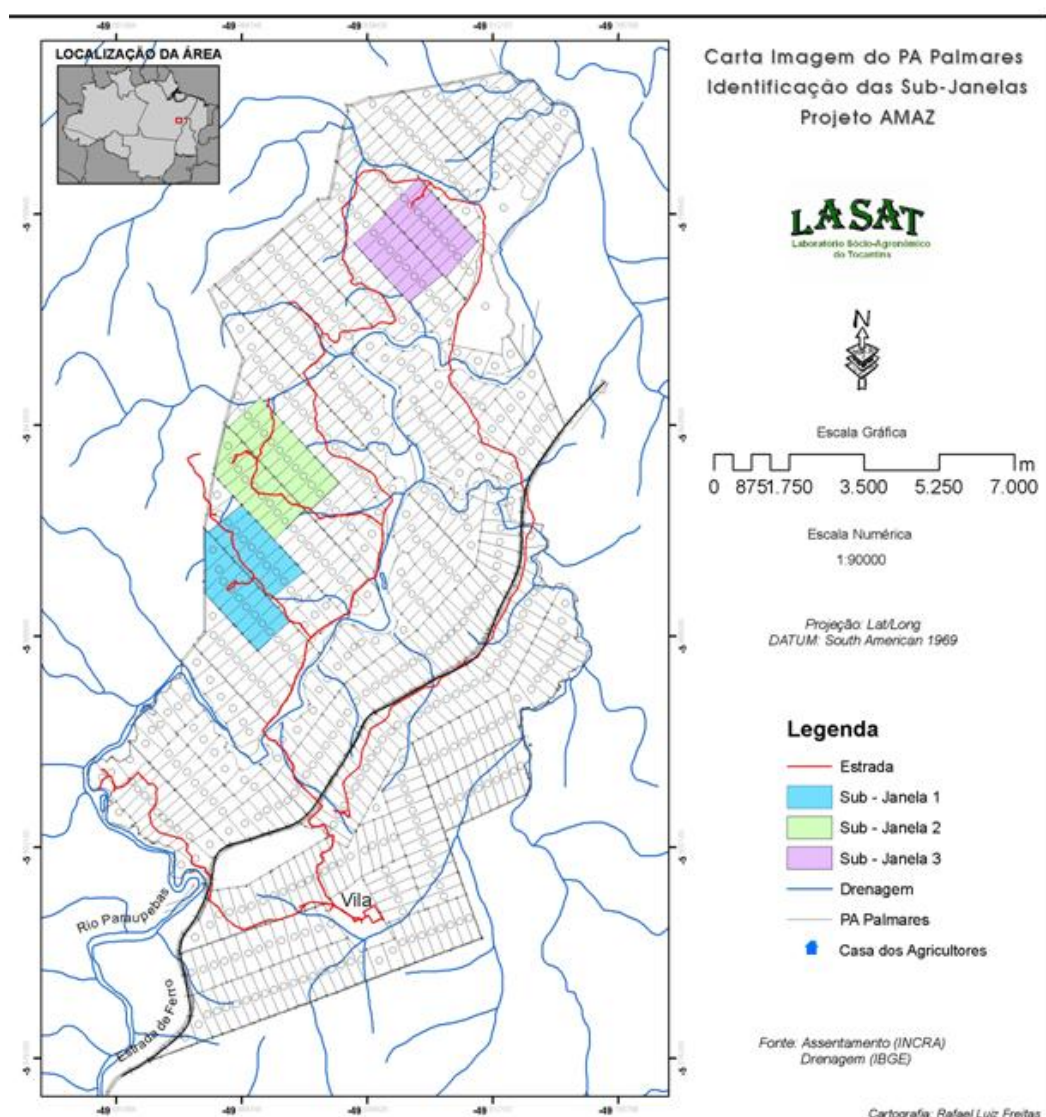 LOCALIZAÇÃO DA ÁREA
Carta Imagem do PA Palmares
Identificação das Sub-Janelas
Projeto AMAZ
LASAT
Laboratório Sócio-Agronômico
do Tocantins
N
Escala Gráfica
m
0 8751.750 3.500 5.250 7.000
Escala Numérica
1:90000
Projeção: Lat/Long
DATUM: South American 1969
Legenda
Estrada
Sub - Janela 1
Sub - Janela 2
Sub - Janela 3
Drenagem
PA Palmares
Casa dos Agricultores
Vila
Rio Paraupebas
Estrada de Ferro
Fonte: Assentamento (INCRA)
Drenagem (IBGE)
Cartografia: Rafael Luiz Freitas